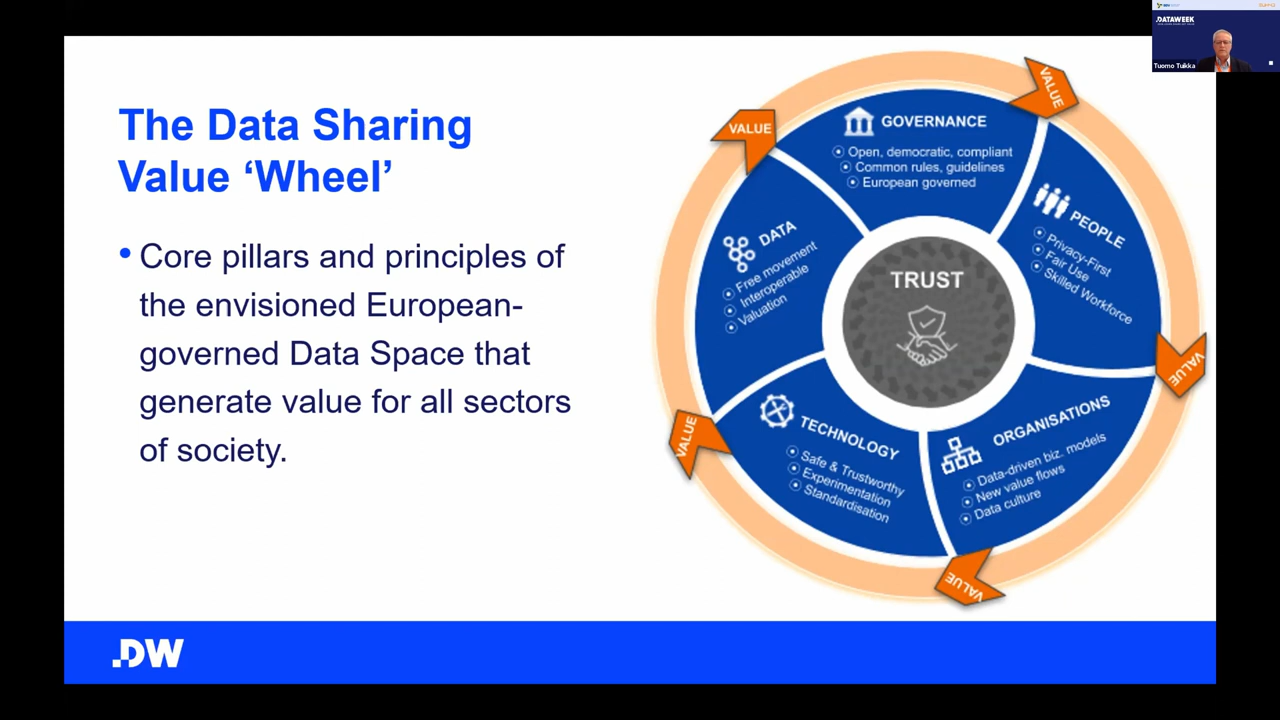 The Data Sharing
Value ‘Wheel’
• Core pillars and principles of
the envisioned European-
governed Data Space that
generate value for all sectors
of society.
VALUE
GOVERNANCE
Open, democratic, compliant
Common rules, guidelines
European governed
VALUE
PEOPLE
Privacy-First
Fair Use
Skilled Workforce
VALUE
ORGANISATIONS
Data-driven biz. models
New value flows
Data culture
VALUE
TECHNOLOGY
Safe & Trustworthy
Experimentation
Standardisation
VALUE
DATA
Free movement
Interoperable
Valuation
TRUST
.DW
.DATAWEEK
Tuomo Tuikka